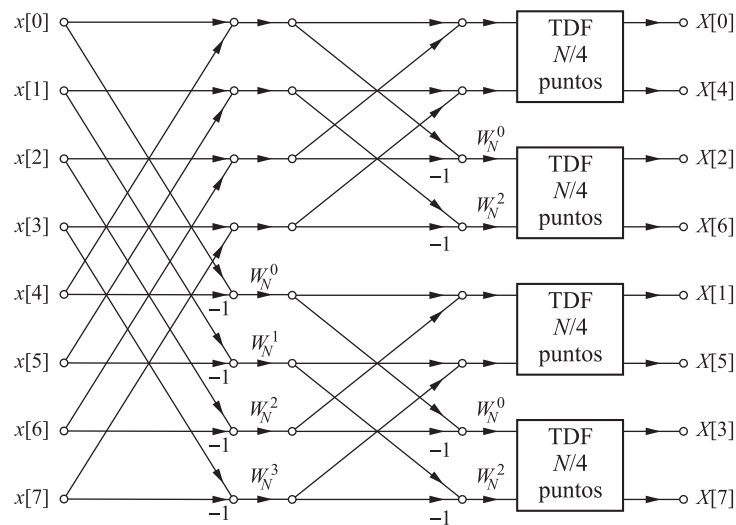 x[0] TDF N/4 puntos X[0]
x[1] X[4]
x[2] W_N^0 -1 TDF N/4 puntos X[2]
x[3] W_N^2 -1 X[6]
x[4] -1 W_N^0 TDF N/4 puntos X[1]
x[5] -1 W_N^1 X[5]
x[6] -1 W_N^2 W_N^0 -1 TDF N/4 puntos X[3]
x[7] -1 W_N^3 W_N^2 -1 X[7]